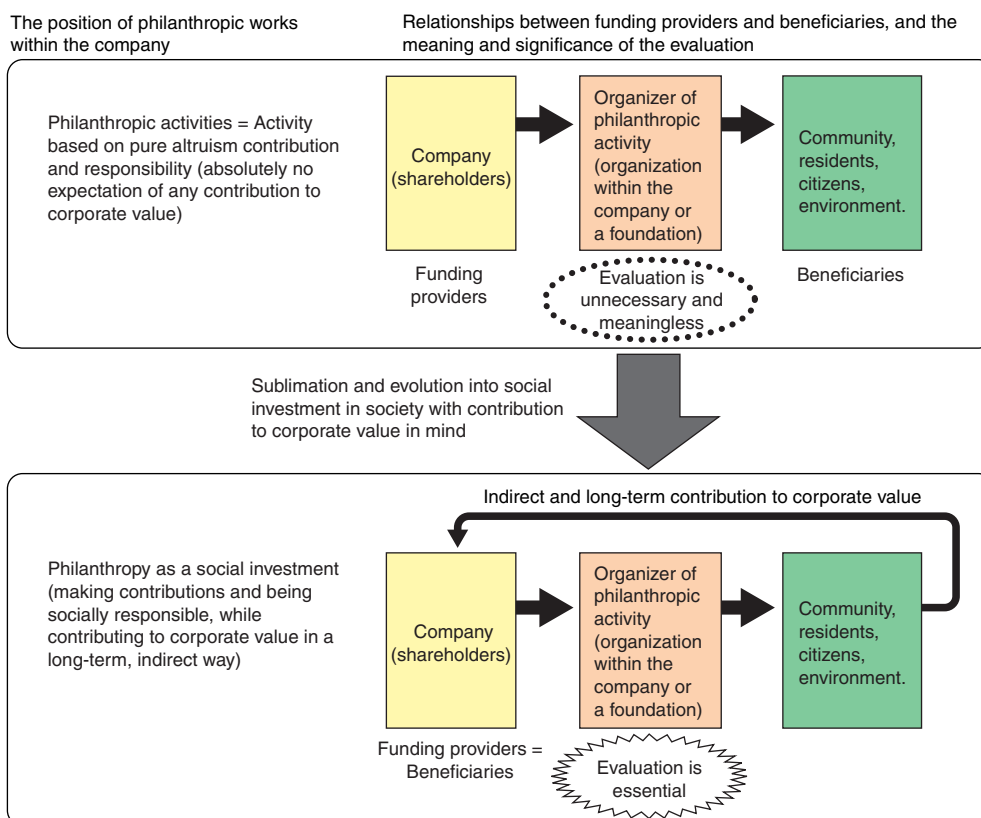 The position of philanthropic works
within the company
Relationships between funding providers and beneficiaries, and the
meaning and significance of the evaluation
Philanthropic activities = Activity
based on pure altruism contribution
and responsibility (absolutely no
expectation of any contribution to
corporate value)
Company
(shareholders)
Funding
providers
Organizer of
philanthropic
activity
(organization
within the
company or
a foundation)
Evaluation is
unnecessary and
meaningless
Community,
residents,
citizens,
environment.
Beneficiaries
Sublimation and evolution into social
investment in society with contribution
to corporate value in mind
Indirect and long-term contribution to corporate value
Philanthropy as a social investment
(making contributions and being
socially responsible, while
contributing to corporate value in a
long-term, indirect way)
Company
(shareholders)
Funding providers =
Beneficiaries
Organizer of
philanthropic
activity
(organization
within the
company or
a foundation)
Evaluation is
essential
Community,
residents,
citizens,
environment.